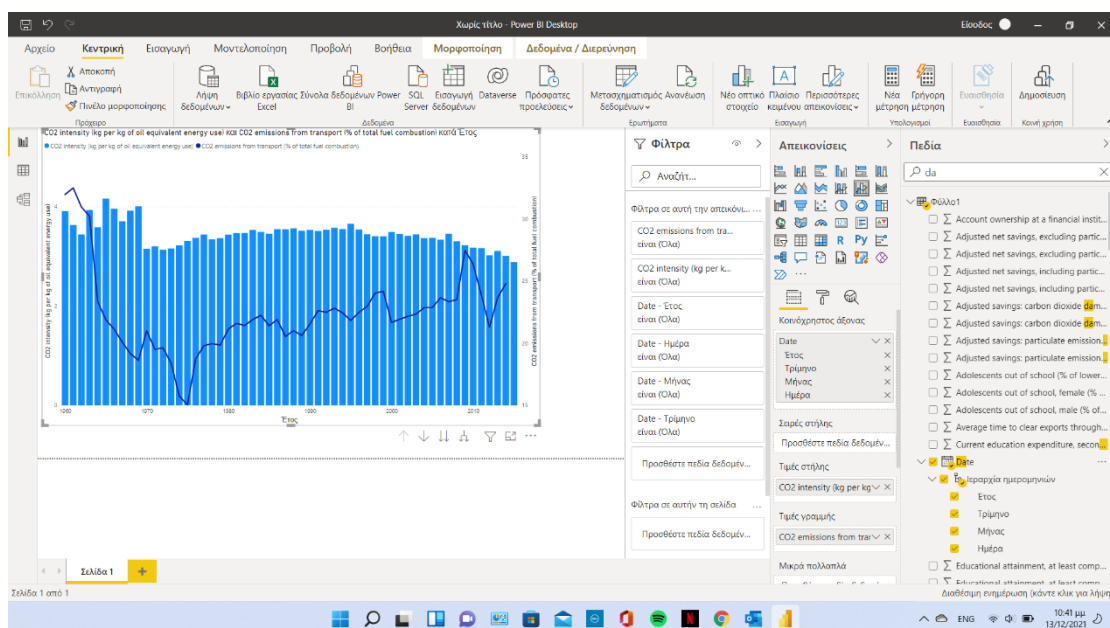 Χωρίς τίτλο - Power BI Desktop
Είσοδος
Αρχείο Κεντρική Εισαγωγή Μοντελοποίηση Προβολή Βοήθεια Μορφοποίηση Δεδομένα / Διερεύνηση
Επικόλληση
Αποκοπή
Αντιγραφή
Πινέλο μορφοποίησης
Λήψη δεδομένων
Βιβλίο εργασίας Excel
Σύνολα δεδομένων Power BI
SQL Server
Εισαγωγή δεδομένων
Dataverse
Πρόσφατες προελεύσεις
Μετασχηματισμός δεδομένων
Ανανέωση
Νέο οπτικό στοιχείο
Πλαίσιο κειμένου
Περισσότερες απεικονίσεις
Νέα μέτρηση
Γρήγορη μέτρηση
Ευαισθησία
Δημοσίευση
Πρόχειρο Δεδομένα Ερωτήματα Εισαγωγή Υπολογισμοί Ευαισθησία Κοινή χρήση
CO2 intensity (kg per kg of oil equivalent energy use) και CO2 emissions from transport (% of total fuel combustion) κατά Έτος
CO2 intensity (kg per kg of oil equivalent energy use) CO2 emissions from transport (% of total fuel combustion)
CO2 intensity (kg per kg of oil equivalent energy use)
4
2
0
35
30
25
20
15
CO2 emissions from transport (% of total fuel combustion)
1960 1970 1980 1990 2000 2010
Έτος
Φίλτρα
Αναζήτ...
Φίλτρα σε αυτή την απεικόνι... ...
CO2 emissions from tra...
είναι (Όλα)
CO2 intensity (kg per k...
είναι (Όλα)
Date - Έτος
είναι (Όλα)
Date - Ημέρα
είναι (Όλα)
Date - Μήνας
είναι (Όλα)
Date - Τρίμηνο
είναι (Όλα)
Προσθέστε πεδία δεδομέν...
Φίλτρα σε αυτήν τη σελίδα ...
Προσθέστε πεδία δεδομέν...
Απεικονίσεις
R Py
Κοινόχρηστος άξονας
Date
Έτος
Τρίμηνο
Μήνας
Ημέρα
Σειρές στήλης
Προσθέστε πεδία δεδομέν...
Τιμές στήλης
CO2 intensity (kg per kg
Τιμές γραμμής
CO2 emissions from trar
Μικρά πολλαπλά
Πεδία
da
Φύλλο1
Account ownership at a financial instit...
Adjusted net savings, excluding partic...
Adjusted net savings, excluding partic...
Adjusted net savings, including partic...
Adjusted net savings, including partic...
Adjusted savings: carbon dioxide dam...
Adjusted savings: carbon dioxide dam...
Adjusted savings: particulate emission...
Adjusted savings: particulate emission...
Adolescents out of school (% of lower...
Adolescents out of school, female (% ...
Adolescents out of school, male (% of...
Average time to clear exports through...
Current education expenditure, secon...
Date ...
Ιεραρχία ημερομηνιών
Έτος
Τρίμηνο
Μήνας
Ημέρα
Educational attainment, at least comp...
Educational attainment, at least comp...
Σελίδα 1
Σελίδα 1 από 1
Διαθέσιμη ενημέρωση (κάντε κλικ για λήψη
ENG
10:41 μμ
13/12/2021